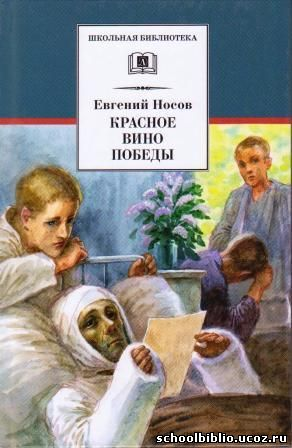 ШКОЛЬНАЯ БИБЛИОТЕКА
Евгений Носов
КРАСНОЕ
ВИНО
ПОБЕДЫ
schoolbiblio.ucoz.ru